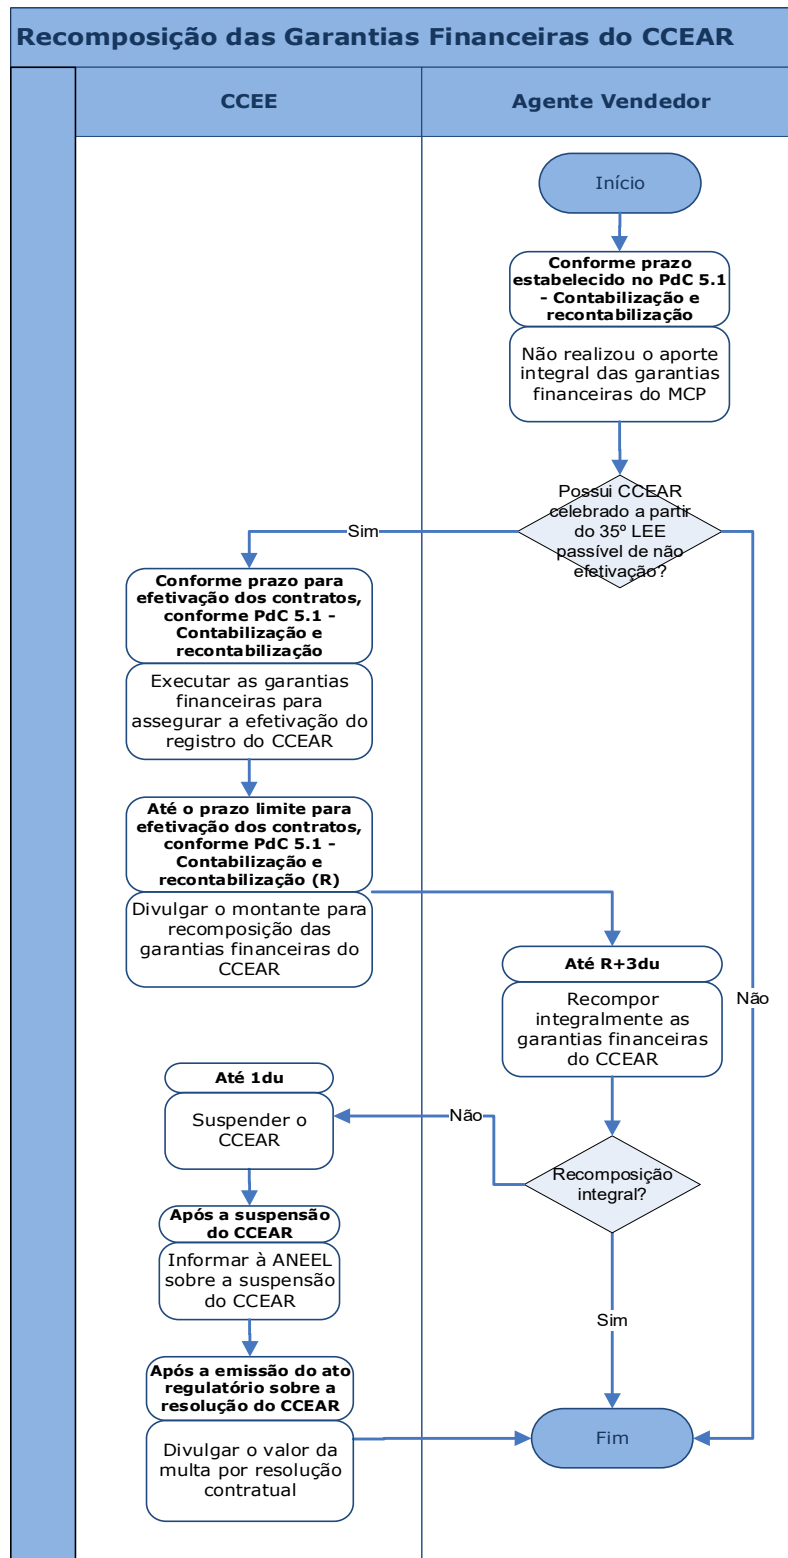 Recomposição das Garantias Financeiras do CCEAR
CCEE
Agente Vendedor
Início
Conforme prazo
estabelecido no PdC 5.1
- Contabilização e
recontabilização
Não realizou o aporte
integral das garantias
financeiras do MCP
Possui CCEAR
celebrado a partir
do 35º LEE
passível de não
efetivação?
Sim
Conforme prazo para
efetivação dos contratos,
conforme PdC 5.1 -
Contabilização e
recontabilização
Executar as garantias
financeiras para
assegurar a efetivação do
registro do CCEAR
Até o prazo limite para
efetivação dos contratos,
conforme PdC 5.1 -
Contabilização e
recontabilização (R)
Divulgar o montante para
recomposição das
garantias financeiras do
CCEAR
Até R+3du
Recompor
integralmente as
garantias financeiras
do CCEAR
Não
Até 1du
Suspender o
CCEAR
Não
Recomposição
integral?
Após a suspensão
do CCEAR
Informar à ANEEL
sobre a suspensão
do CCEAR
Sim
Após a emissão do ato
regulatório sobre a
resolução do CCEAR
Divulgar o valor da
multa por resolução
contratual
Fim